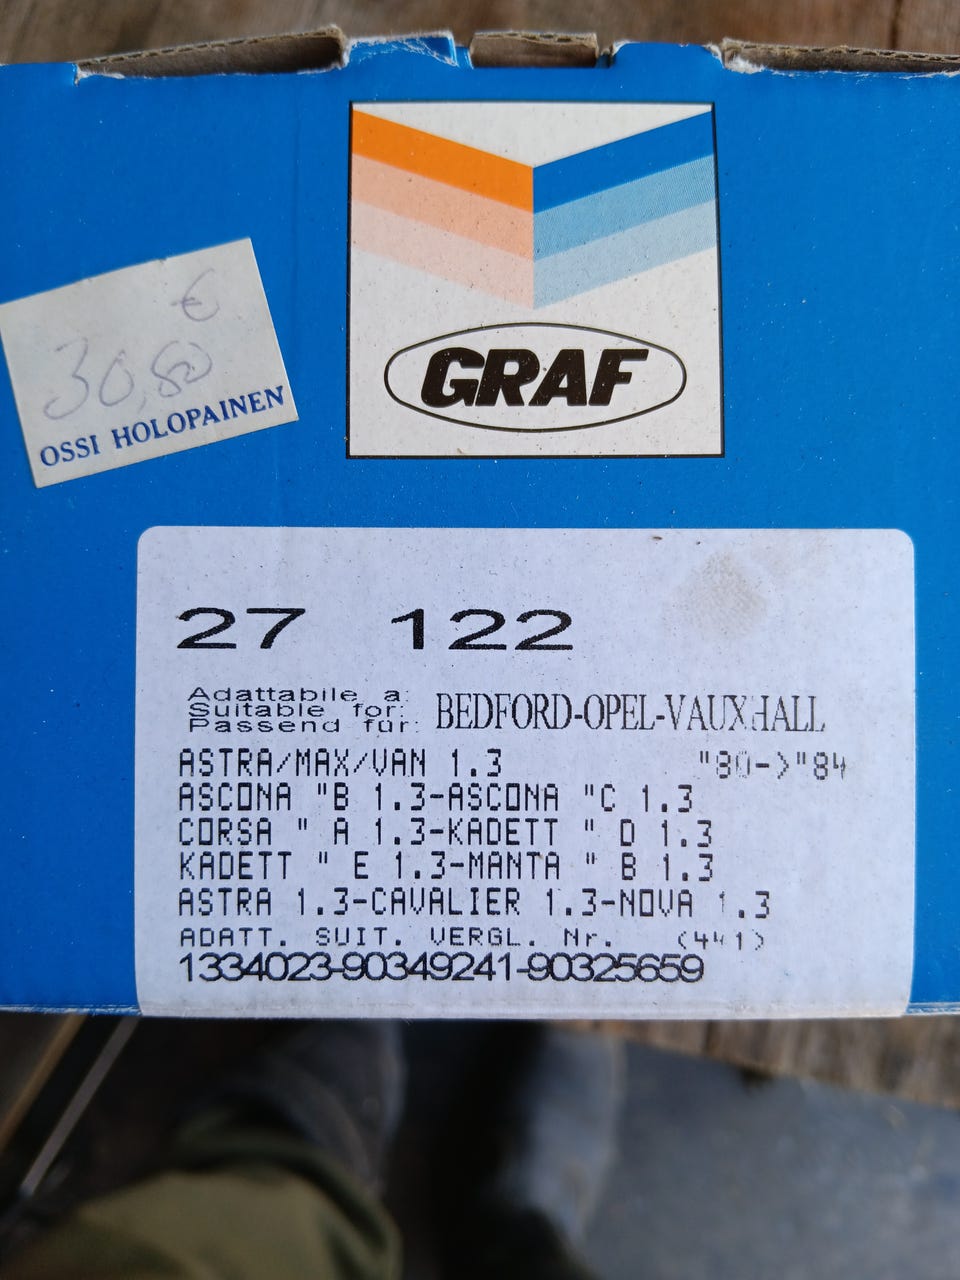 GRAF
€
30,80
OSSI HOLOPAINEN
27 122
Adattabile a:
Suitable for:
Passend für:
BEDFORD-OPEL-VAUXHALL
ASTRA/MAX/VAN 1.3 "80->"84
ASCONA "B 1.3-ASCONA "C 1.3
CORSA " A 1.3-KADETT " D 1.3
KADETT " E 1.3-MANTA " B 1.3
ASTRA 1.3-CAVALIER 1.3-NOVA 1.3
ADATT. SUIT. VERGL. Nr. (441)
1334023-90349241-90325659